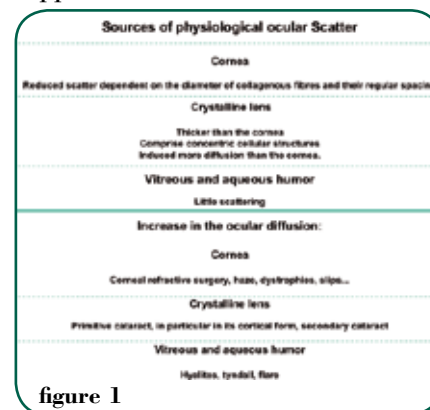 Sources of physiological ocular Scatter
Cornea
Reduced scatter dependent on the diameter of collagenous fibres and their regular spacin
Crystalline lens
Thicker than the cornea
Comprise concentric cellular structures
Induced more diffusion than the cornea.
Vitreous and aqueous humor
Little scattering
Increase in the ocular diffusion:
Cornea
Corneal refractive surgery, haze, dystrophies, slips...
Crystalline lens
Primitive cataract, in particular in its cortical form, secondary cataract
Vitreous and aqueous humor
Hyalites, tyndall, flare
figure 1